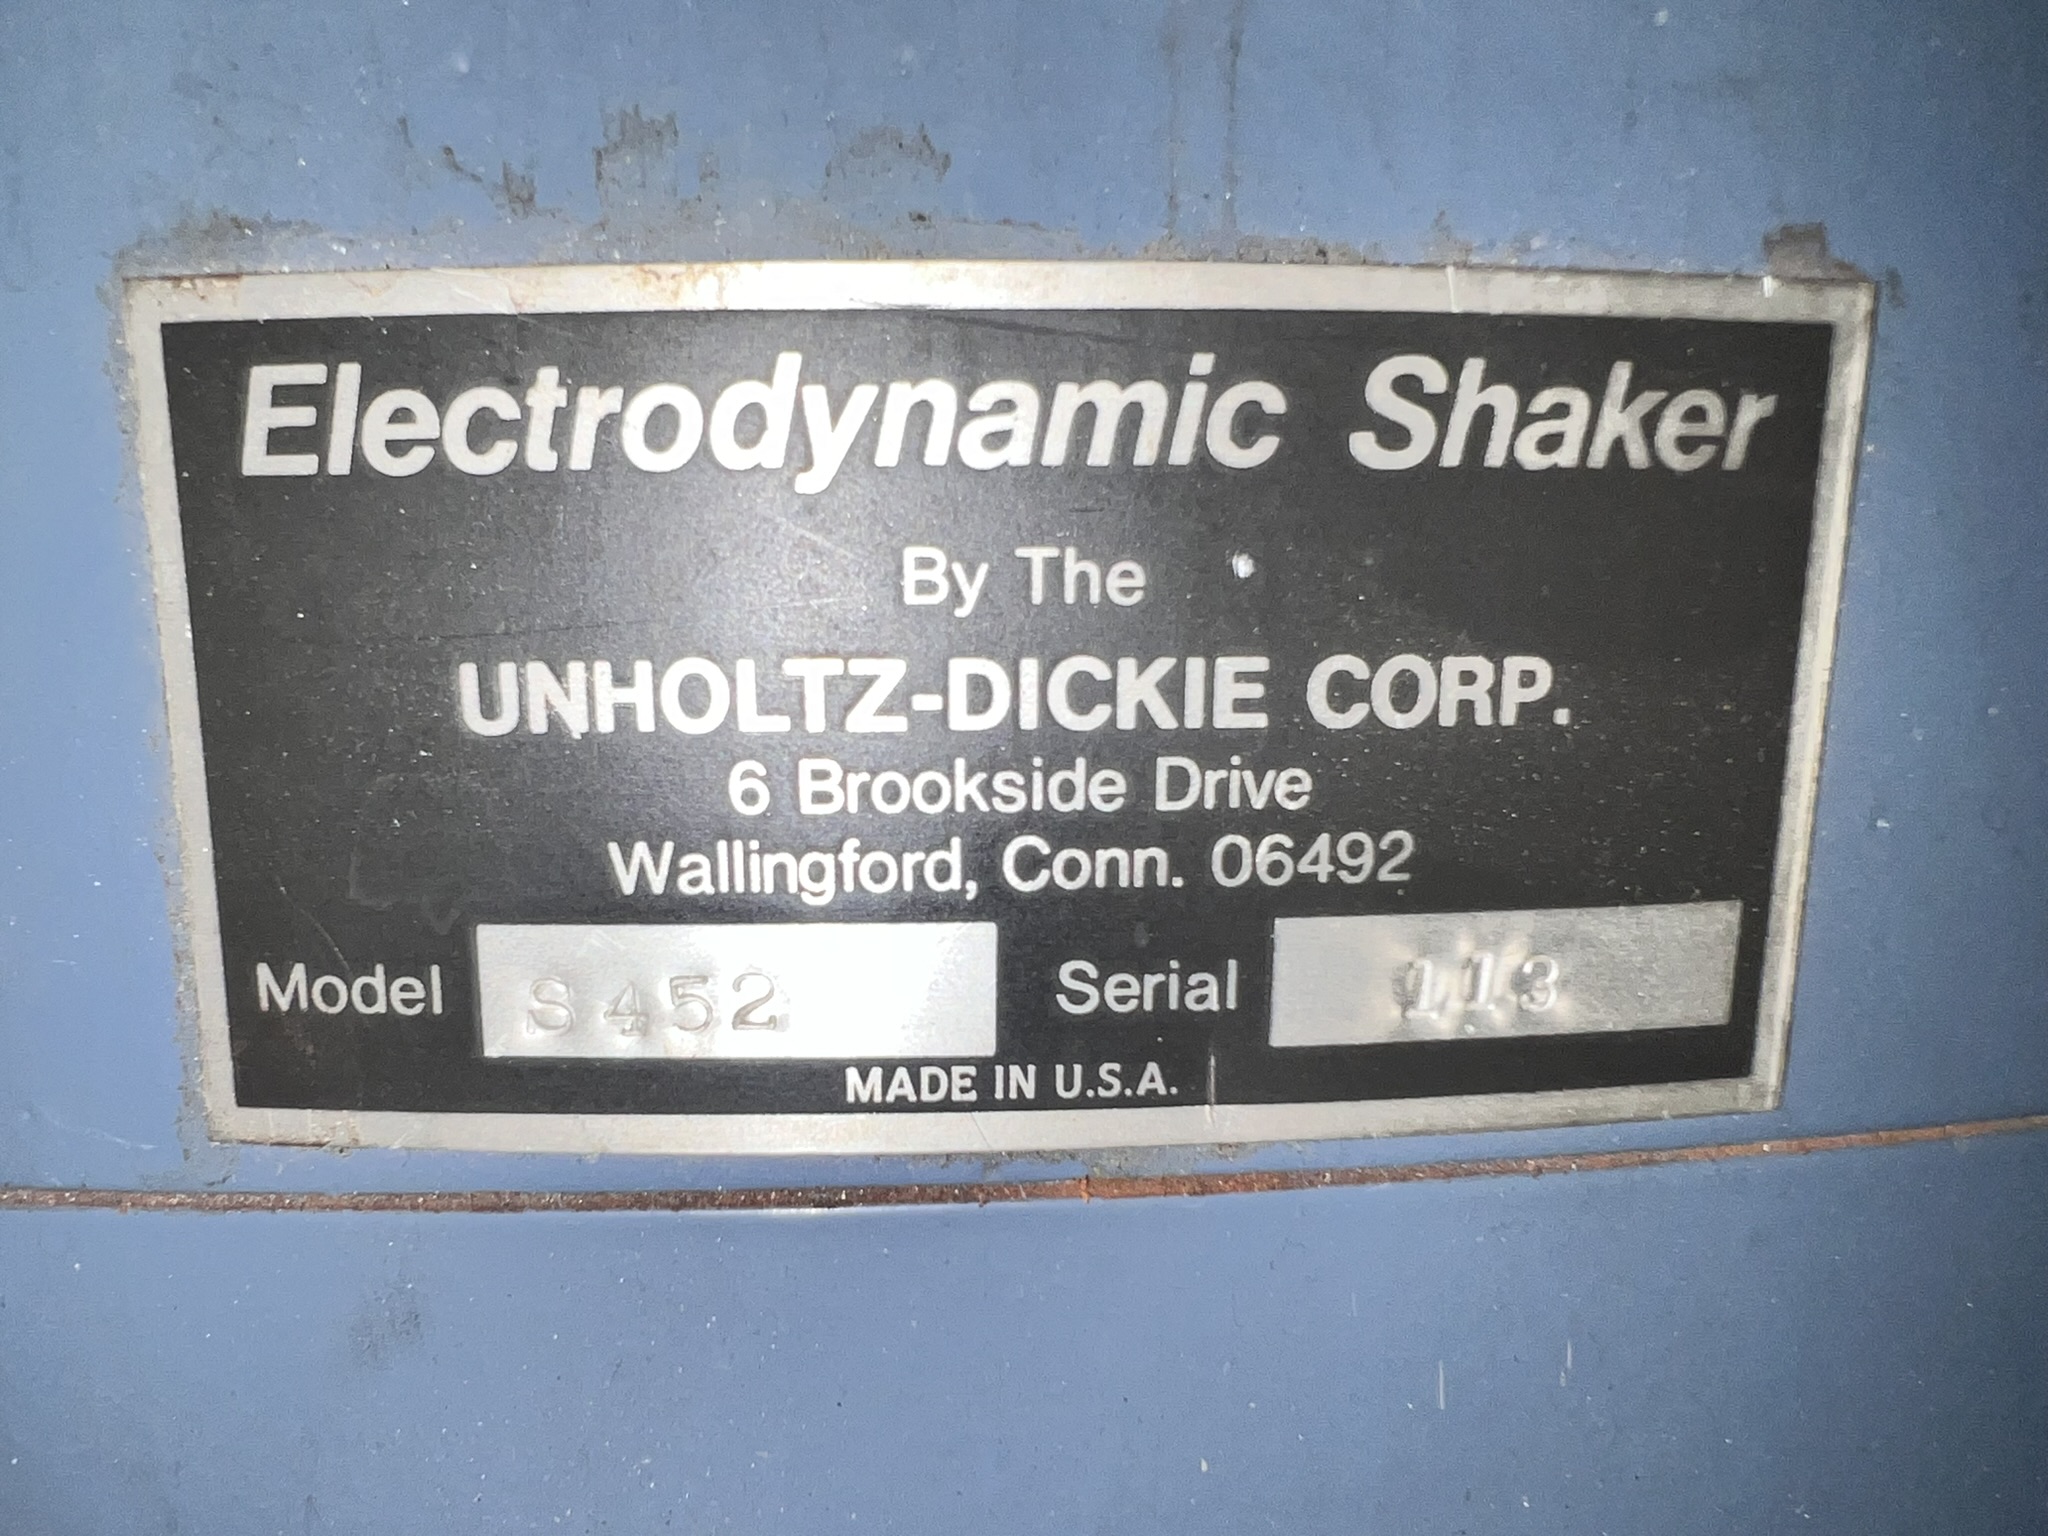 Electrodynamic Shaker
By The
UNHOLTZ-DICKIE CORP.
6 Brookside Drive
Wallingford, Conn. 06492
Model S452 Serial 113
MADE IN U.S.A.